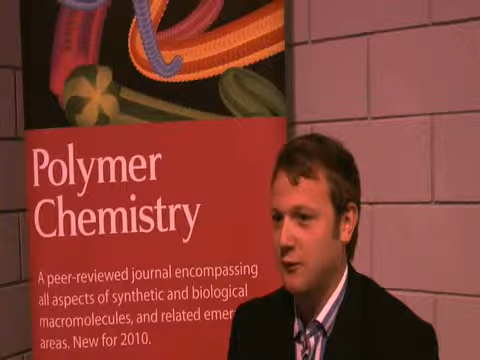 Polymer
Chemistry
A peer-reviewed journal encompassing
all aspects of synthetic and biological
macromolecules, and related emer
areas. New for 2010.